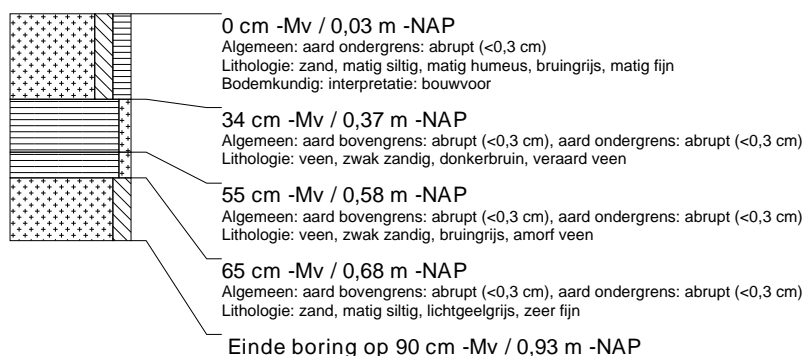 0 cm -Mv / 0,03 m -NAP
Algemeen: aard ondergrens: abrupt (<0,3 cm)
Lithologie: zand, matig siltig, matig humeus, bruingrijs, matig fijn
Bodemkundig: interpretatie: bouwvoor
34 cm -Mv / 0,37 m -NAP
Algemeen: aard bovengrens: abrupt (<0,3 cm), aard ondergrens: abrupt (<0,3 cm)
Lithologie: veen, zwak zandig, donkerbruin, veraard veen
55 cm -Mv / 0,58 m -NAP
Algemeen: aard bovengrens: abrupt (<0,3 cm), aard ondergrens: abrupt (<0,3 cm)
Lithologie: veen, zwak zandig, bruingrijs, amorf veen
65 cm -Mv / 0,68 m -NAP
Algemeen: aard bovengrens: abrupt (<0,3 cm), aard ondergrens: abrupt (<0,3 cm)
Lithologie: zand, matig siltig, lichtgeelgrijs, zeer fijn
Einde boring op 90 cm -Mv / 0,93 m -NAP